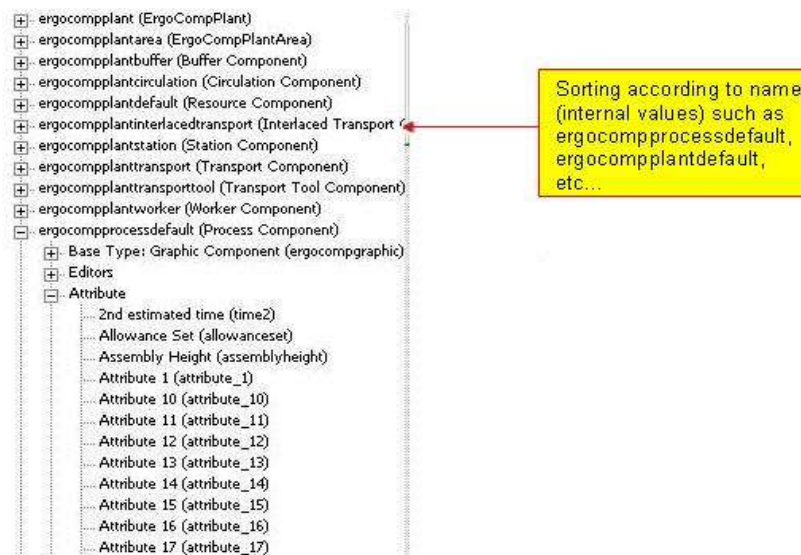 ergocompplant (ErgoCompPlant)
ergocompplantarea (ErgoCompPlantArea)
ergocompplantbuffer (Buffer Component)
ergocompplantcirculation (Circulation Component)
ergocompplantdefault (Resource Component)
ergocompplantinterlacedtransport (Interlaced Transport
ergocompplantstation (Station Component)
ergocompplanttransport (Transport Component)
ergocompplanttransporttool (Transport Tool Component)
ergocompplantworker (Worker Component)
ergocompprocessdefault (Process Component)
Base Type: Graphic Component (ergocompgraphic)
Editors
Attribute
2nd estimated time (time2)
Allowance Set (allowanceset)
Assembly Height (assemblyheight)
Attribute 1 (attribute_1)
Attribute 10 (attribute_10)
Attribute 11 (attribute_11)
Attribute 12 (attribute_12)
Attribute 13 (attribute_13)
Attribute 14 (attribute_14)
Attribute 15 (attribute_15)
Attribute 16 (attribute_16)
Attribute 17 (attribute_17)
Sorting according to name
(internal values) such as
ergocompprocessdefault,
ergocompplantdefault,
etc...